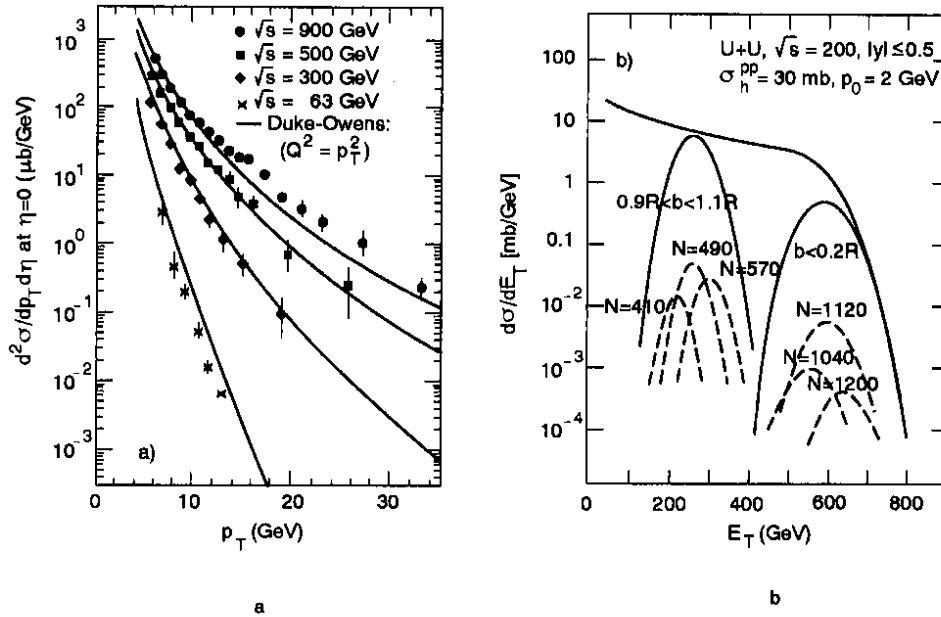 10³
10²
10¹
10⁰
10⁻¹
10⁻²
10⁻³
d²σ/dp_T dη at η=0 (μb/GeV)
● √s = 900 GeV
■ √s = 500 GeV
◆ √s = 300 GeV
× √s = 63 GeV
— Duke-Owens:
(Q² = p_T²)
a)
0 10 20 30
p_T (GeV)
a
b)
U+U, √s = 200, |y| ≤0.5
σ_h^pp = 30 mb, p₀ = 2 GeV
100
10
1
0.1
10⁻²
10⁻³
10⁻⁴
dσ/dE_T [mb/GeV]
0.9R<b<1.1R
b<0.2R
N=490
N=570
N=410
N=1120
N=1040
N=1200
200 400 600 800
E_T (GeV)
b